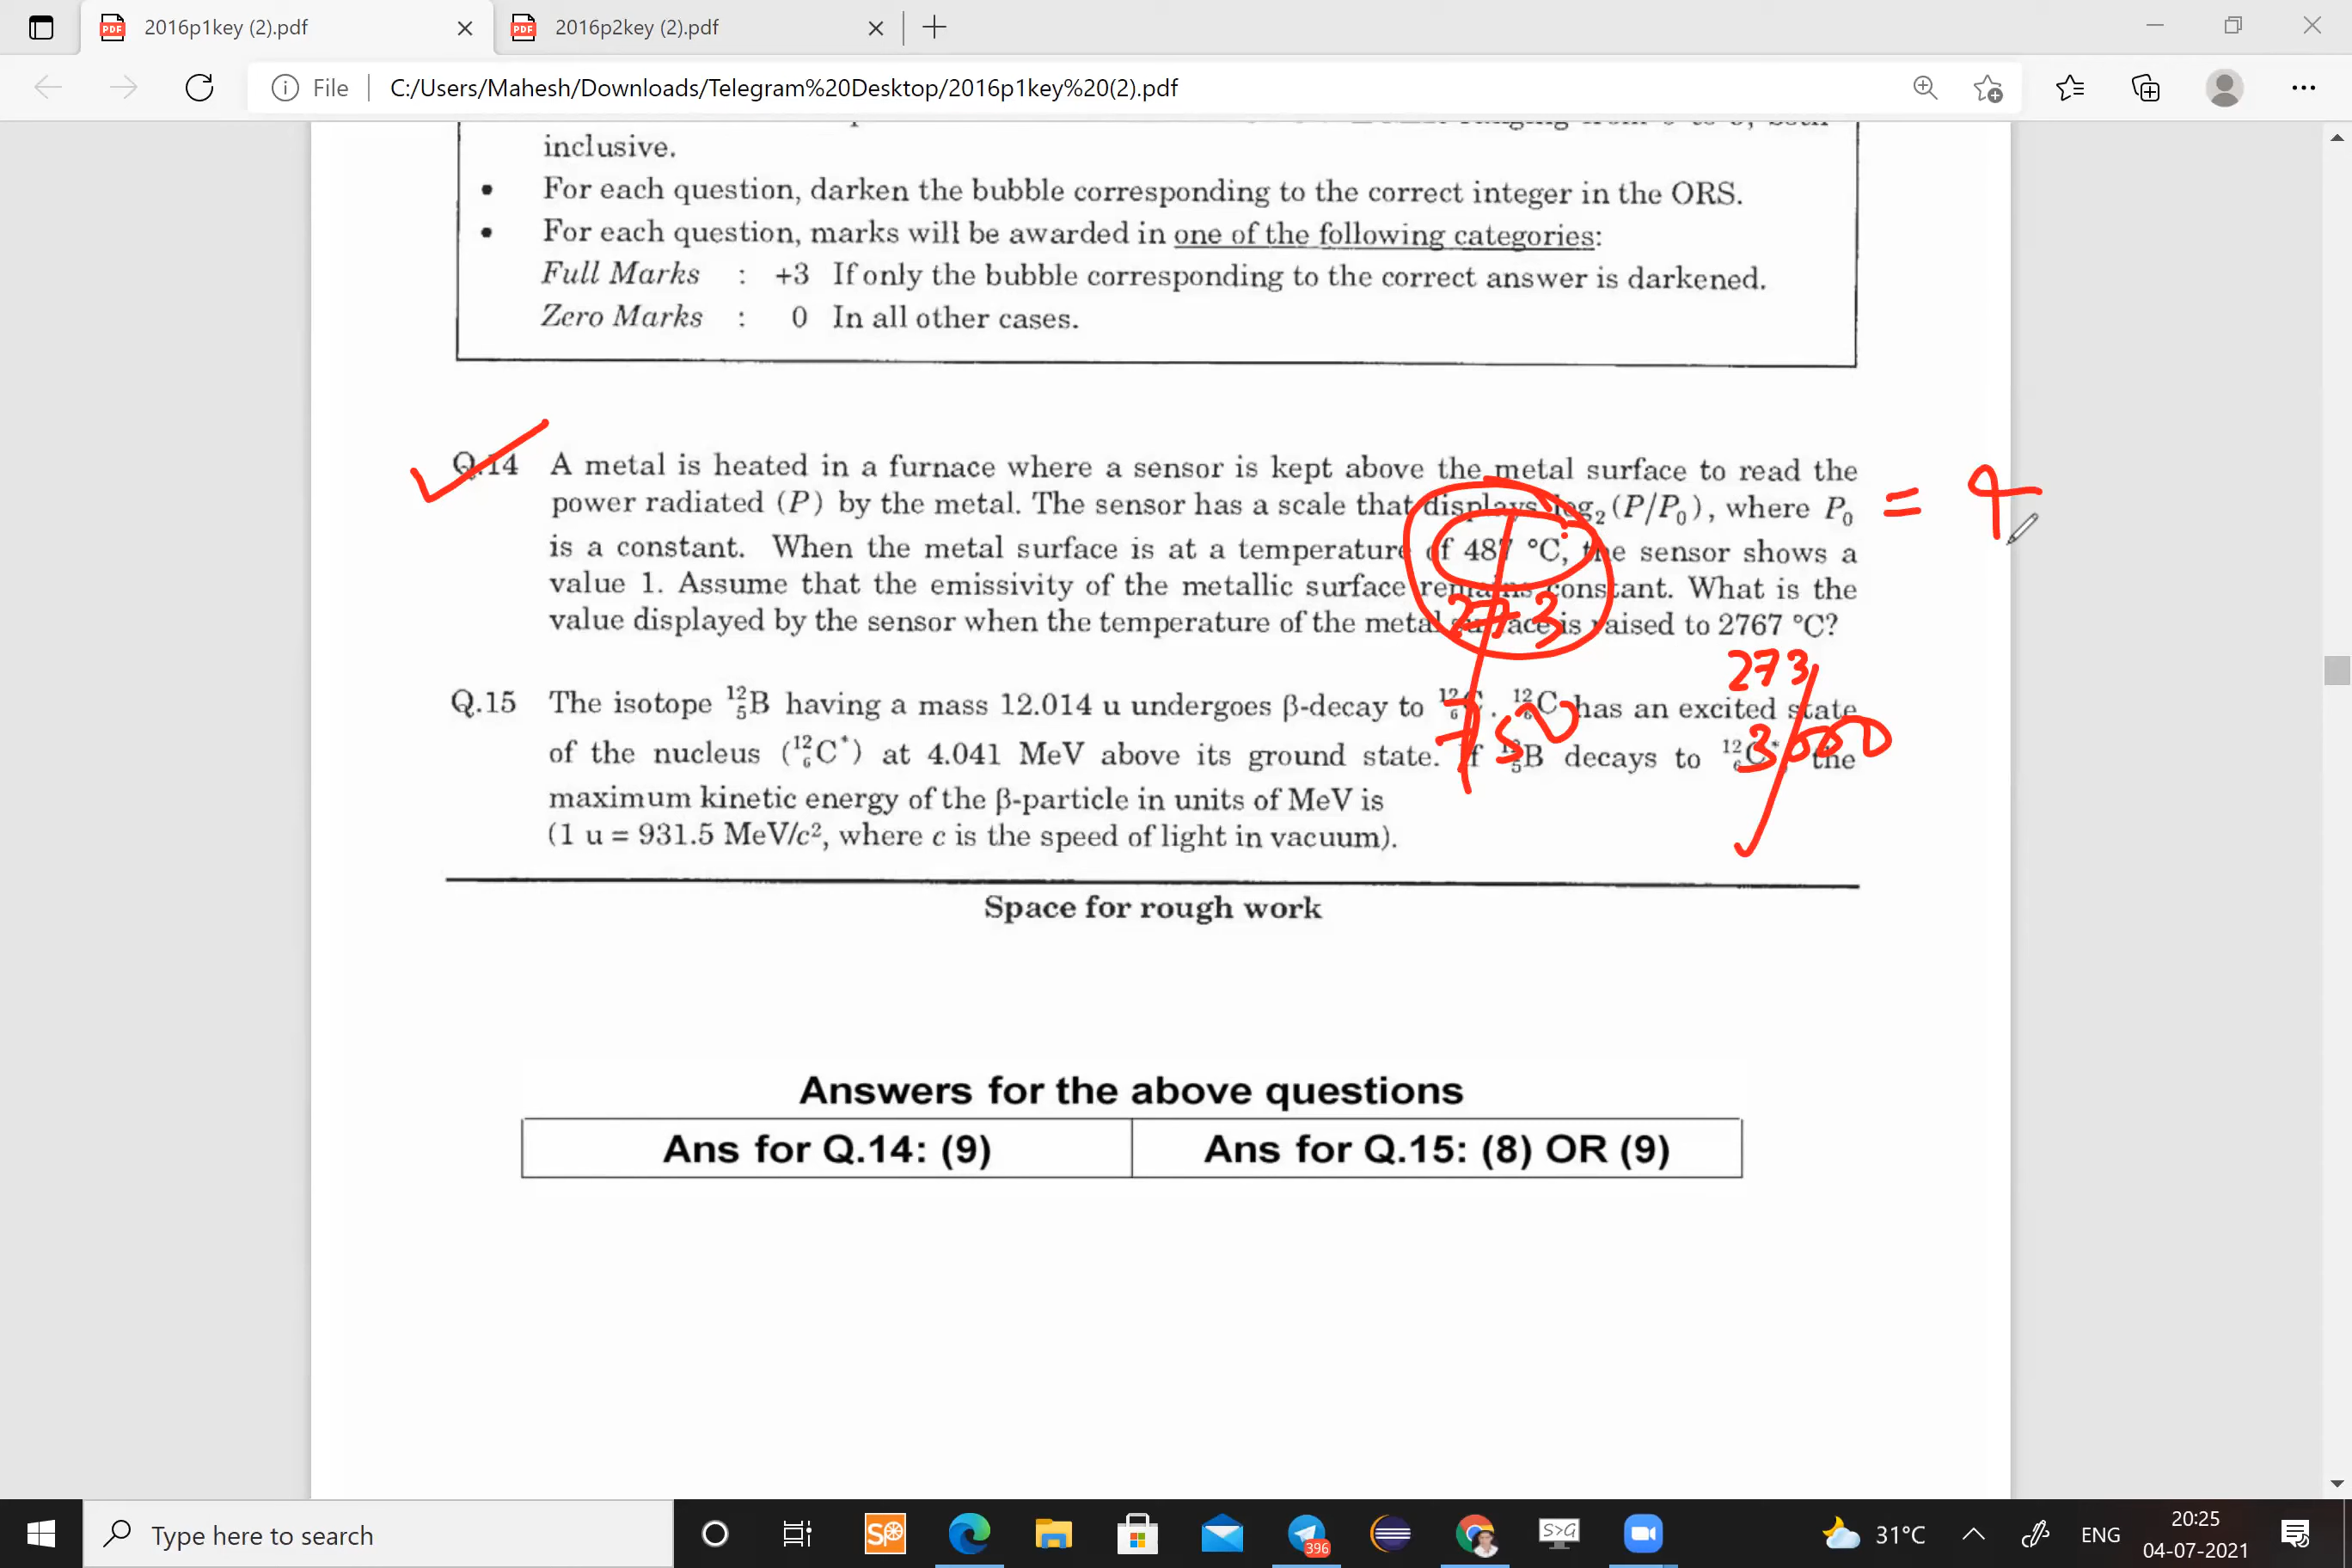 2016p1key (2).pdf
2016p2key (2).pdf
File
C:/Users/Mahesh/Downloads/Telegram%20Desktop/2016p1key%20(2).pdf
inclusive.
• For each question, darken the bubble corresponding to the correct integer in the ORS.
• For each question, marks will be awarded in one of the following categories:
Full Marks : +3 If only the bubble corresponding to the correct answer is darkened.
Zero Marks : 0 In all other cases.
Q.14 A metal is heated in a furnace where a sensor is kept above the metal surface to read the
power radiated (P) by the metal. The sensor has a scale that displays log₂(P/P₀), where P₀
is a constant. When the metal surface is at a temperature of 487 °C, the sensor shows a
value 1. Assume that the emissivity of the metallic surface remains constant. What is the
value displayed by the sensor when the temperature of the metal surface is raised to 2767 °C?
=
273
273
Q.15 The isotope ¹²₅B having a mass 12.014 u undergoes β-decay to ¹²₆C. ¹²₆C has an excited state
of the nucleus (¹²₆C*) at 4.041 MeV above its ground state. If ¹²₅B decays to ¹²₆C*, the
750
3000
maximum kinetic energy of the β-particle in units of MeV is
(1 u = 931.5 MeV/c², where c is the speed of light in vacuum).
Space for rough work
Answers for the above questions
Ans for Q.14: (9)
Ans for Q.15: (8) OR (9)
Type here to search
SP
396
S>G
31°C
ENG
20:25
04-07-2021